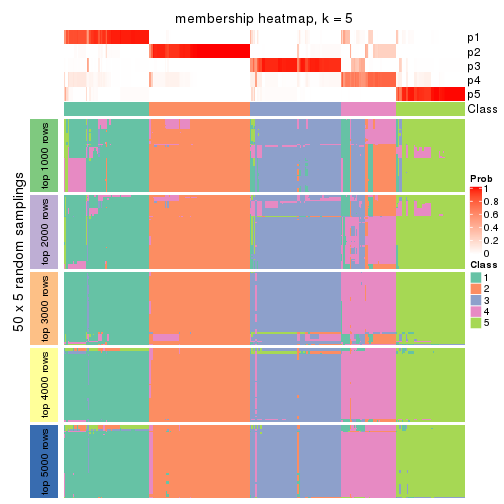 membership heatmap, k = 5
p1
p2
p3
p4
p5
Class
50 x 5 random samplings
top 1000 rows
top 2000 rows
top 3000 rows
top 4000 rows
top 5000 rows
Prob
1
0.8
0.6
0.4
0.2
0
Class
1
2
3
4
5